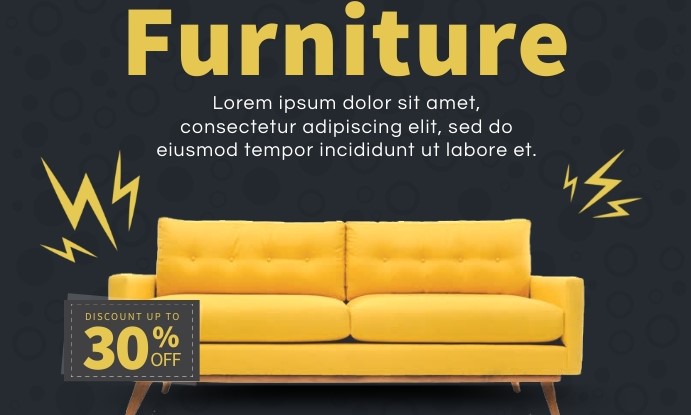 Furniture
Lorem ipsum dolor sit amet,
consectetur adipiscing elit, sed do
eiusmod tempor incididunt ut labore et.
DISCOUNT UP TO
30% OFF